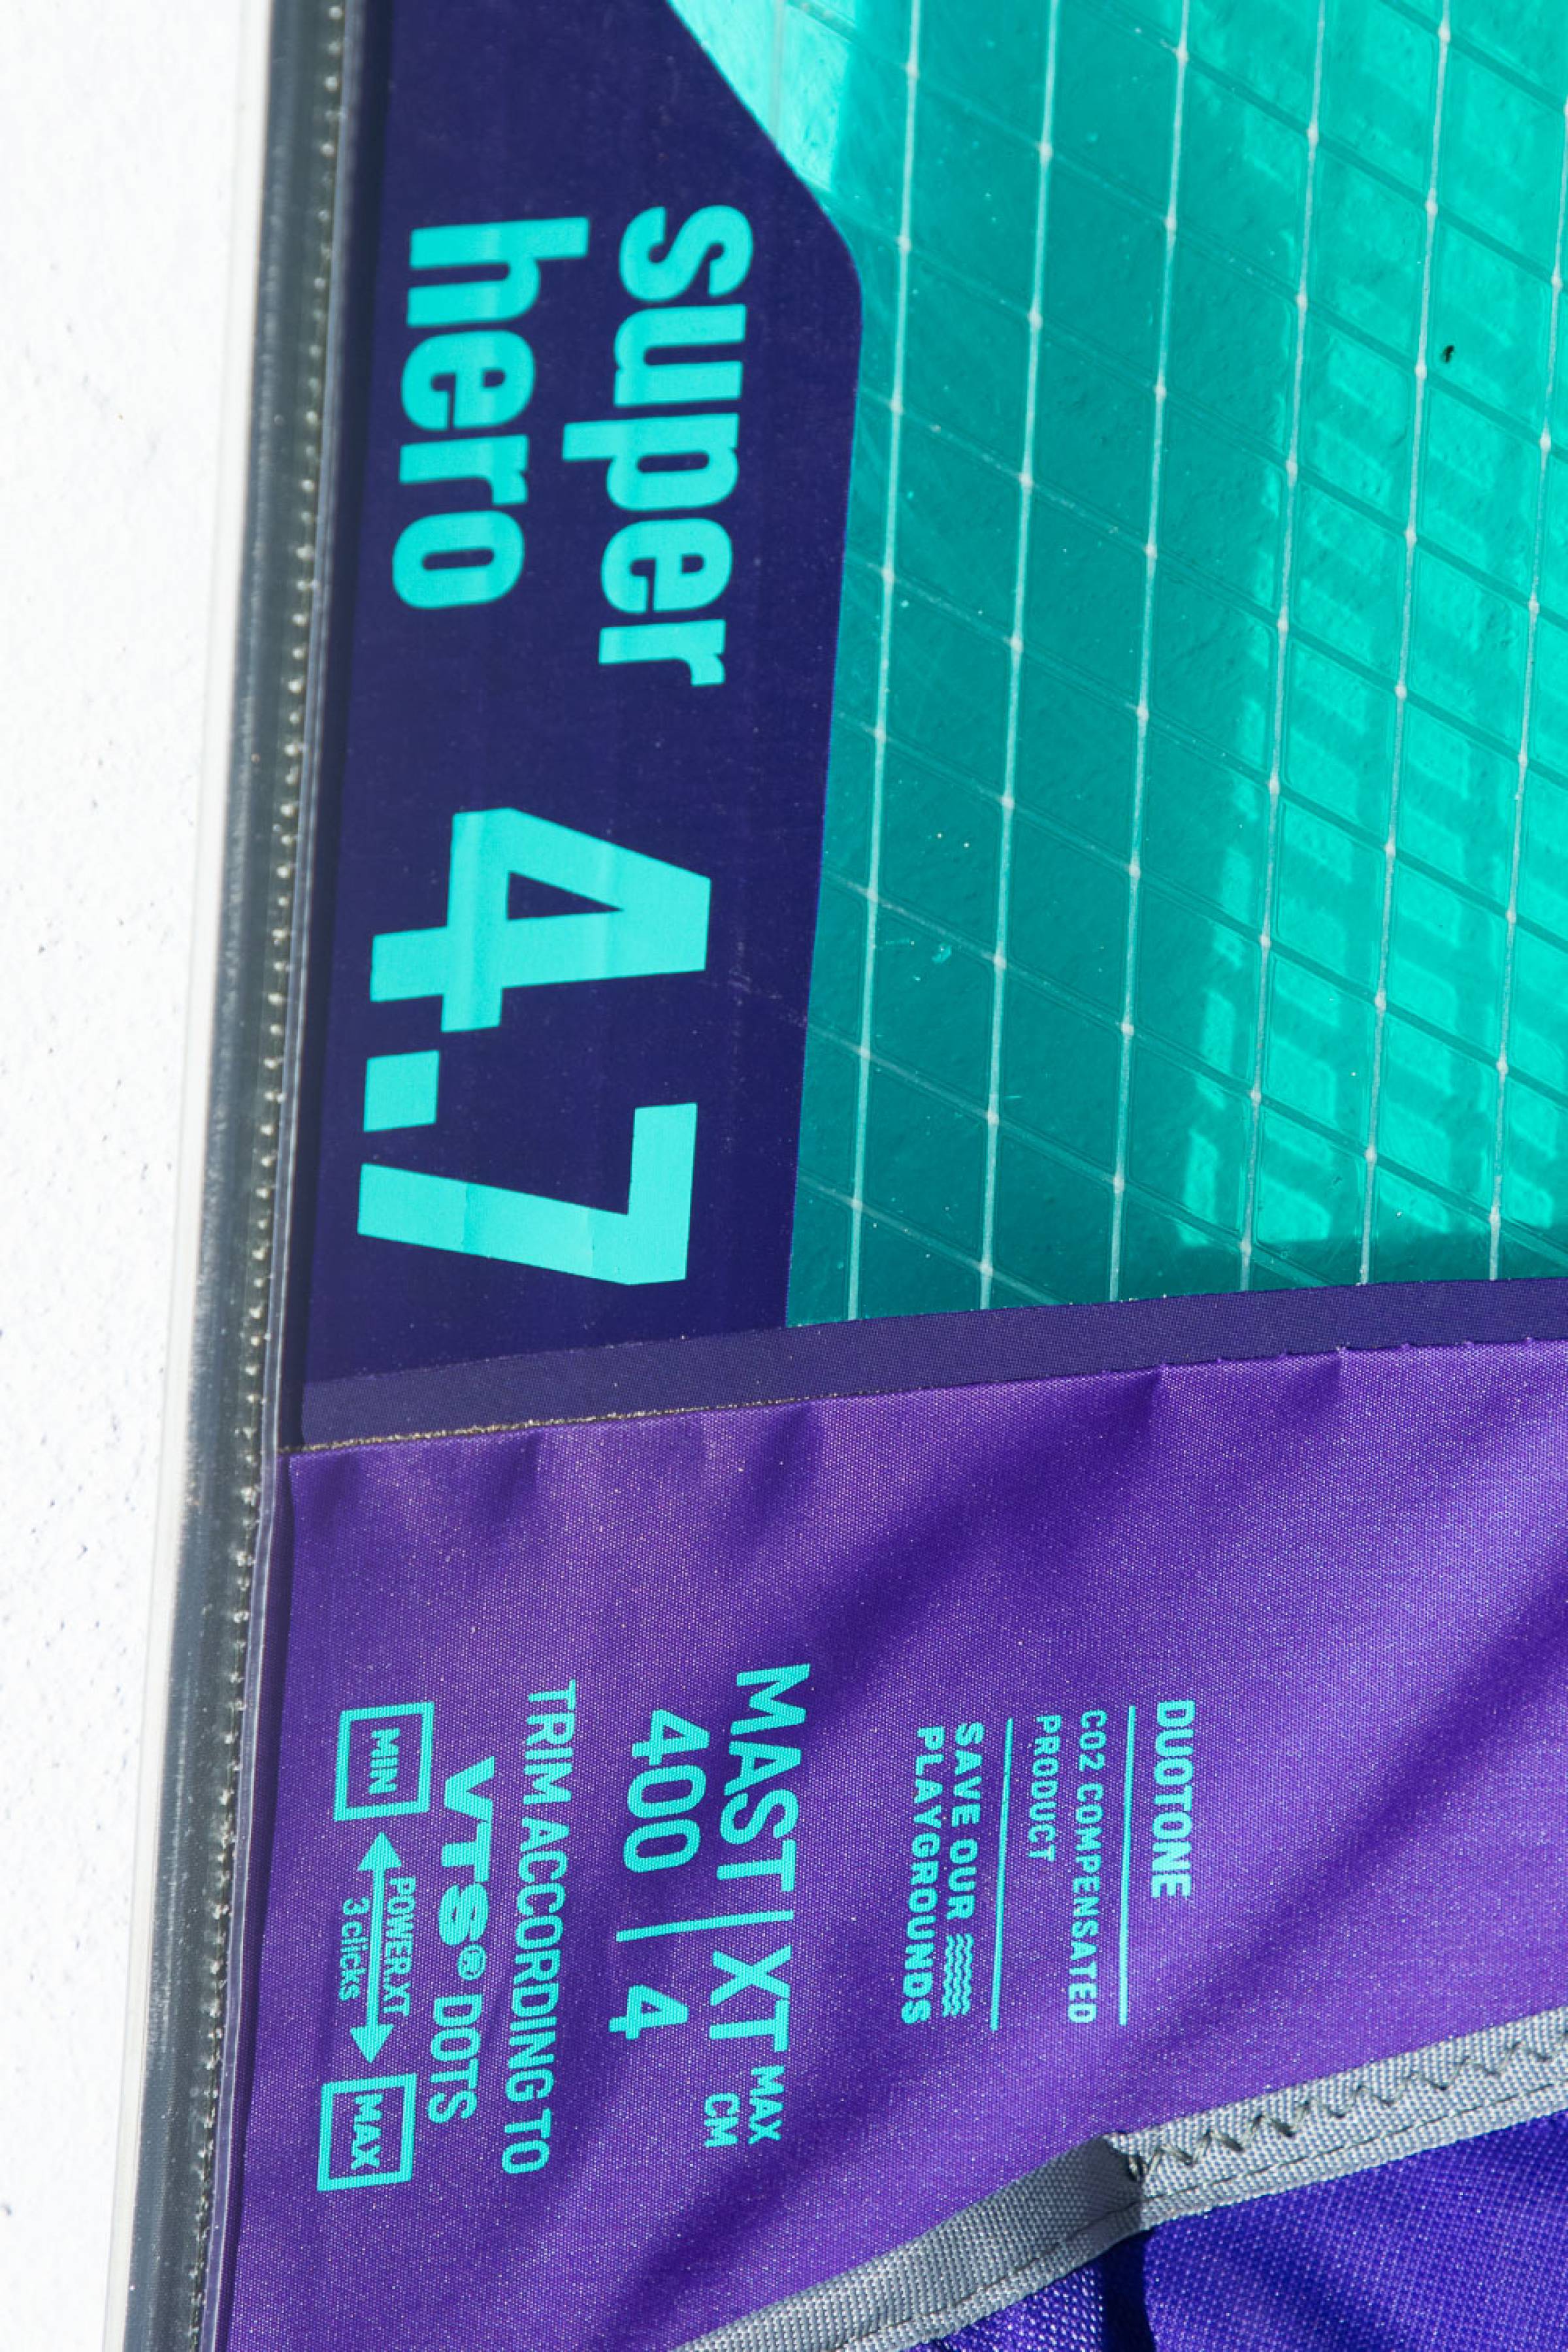 super
hero
4.7
DUOTONE
CO2 COMPENSATED
PRODUCT
SAVE OUR
PLAYGROUNDS
MAST | XT MAX
400 | 4 CM
TRIM ACCORDING TO
VTS® DOTS
MIN POWER.XT MAX
3 clicks